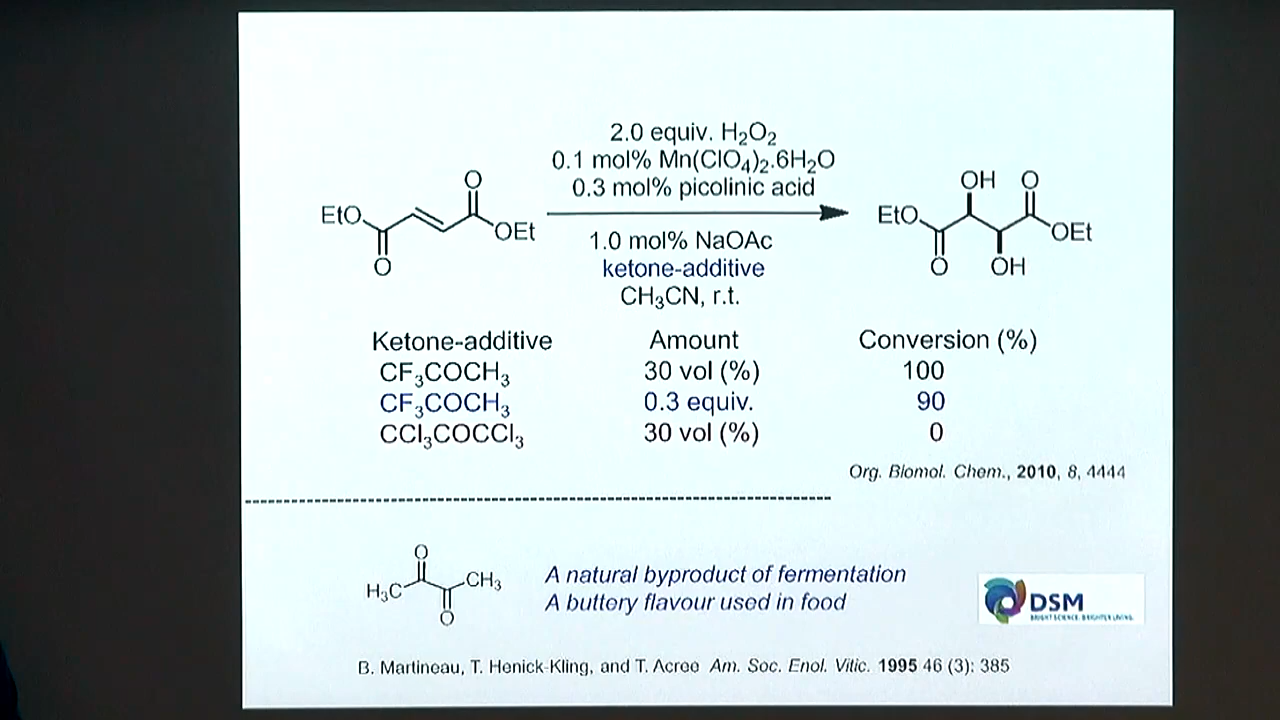 2.0 equiv. H₂O₂
0.1 mol% Mn(ClO₄)₂.6H₂O
0.3 mol% picolinic acid
1.0 mol% NaOAc
ketone-additive
CH₃CN, r.t.
EtO
O
O
OEt
OH
O
EtO
OEt
O
OH
Ketone-additive Amount Conversion (%)
CF₃COCH₃ 30 vol (%) 100
CF₃COCH₃ 0.3 equiv. 90
CCl₃COCCl₃ 30 vol (%) 0
Org. Biomol. Chem., 2010, 8, 4444
O
H₃C
CH₃
O
A natural byproduct of fermentation
A buttery flavour used in food
DSM
BRIGHT SCIENCE. BRIGHTER LIVING.
B. Martineau, T. Henick-Kling, and T. Acree Am. Soc. Enol. Vitic. 1995 46 (3): 385